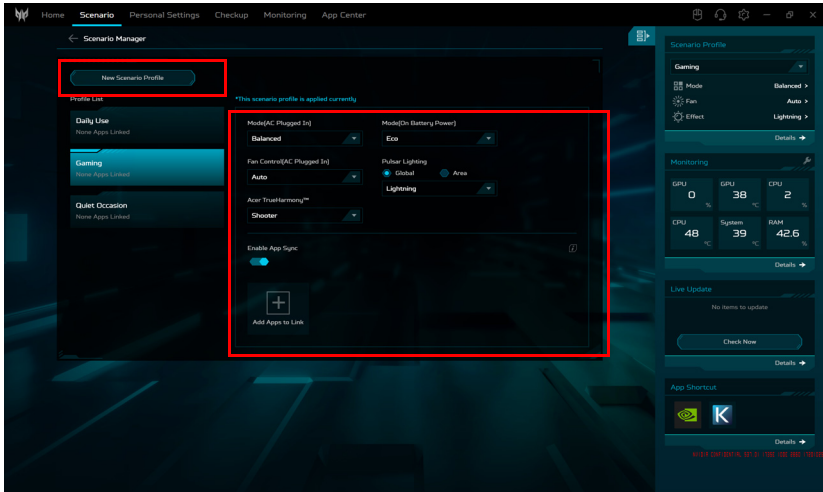 Home Scenario Personal Settings Checkup Monitoring App Center
Scenario Manager
New Scenario Profile
Profile List
Daily Use
None Apps Linked
Gaming
None Apps Linked
Quiet Occasion
None Apps Linked
*This scenario profile is applied currently
Mode(AC Plugged In)
Balanced
Mode(On Battery Power)
Eco
Fan Control(AC Plugged In)
Auto
Pulsar Lighting
Global Area
Lightning
Acer TrueHarmony™
Shooter
Enable App Sync
Add Apps to Link
Scenario Profile
Gaming
Mode Balanced >
Fan Auto >
Effect Lightning >
Details →
Monitoring
GPU 0 %
GPU 38 °C
CPU 2 %
CPU 48 °C
System 39 °C
RAM 42.6 %
Details →
Live Update
No items to update
Check Now
Details →
App Shortcut
K
Details →